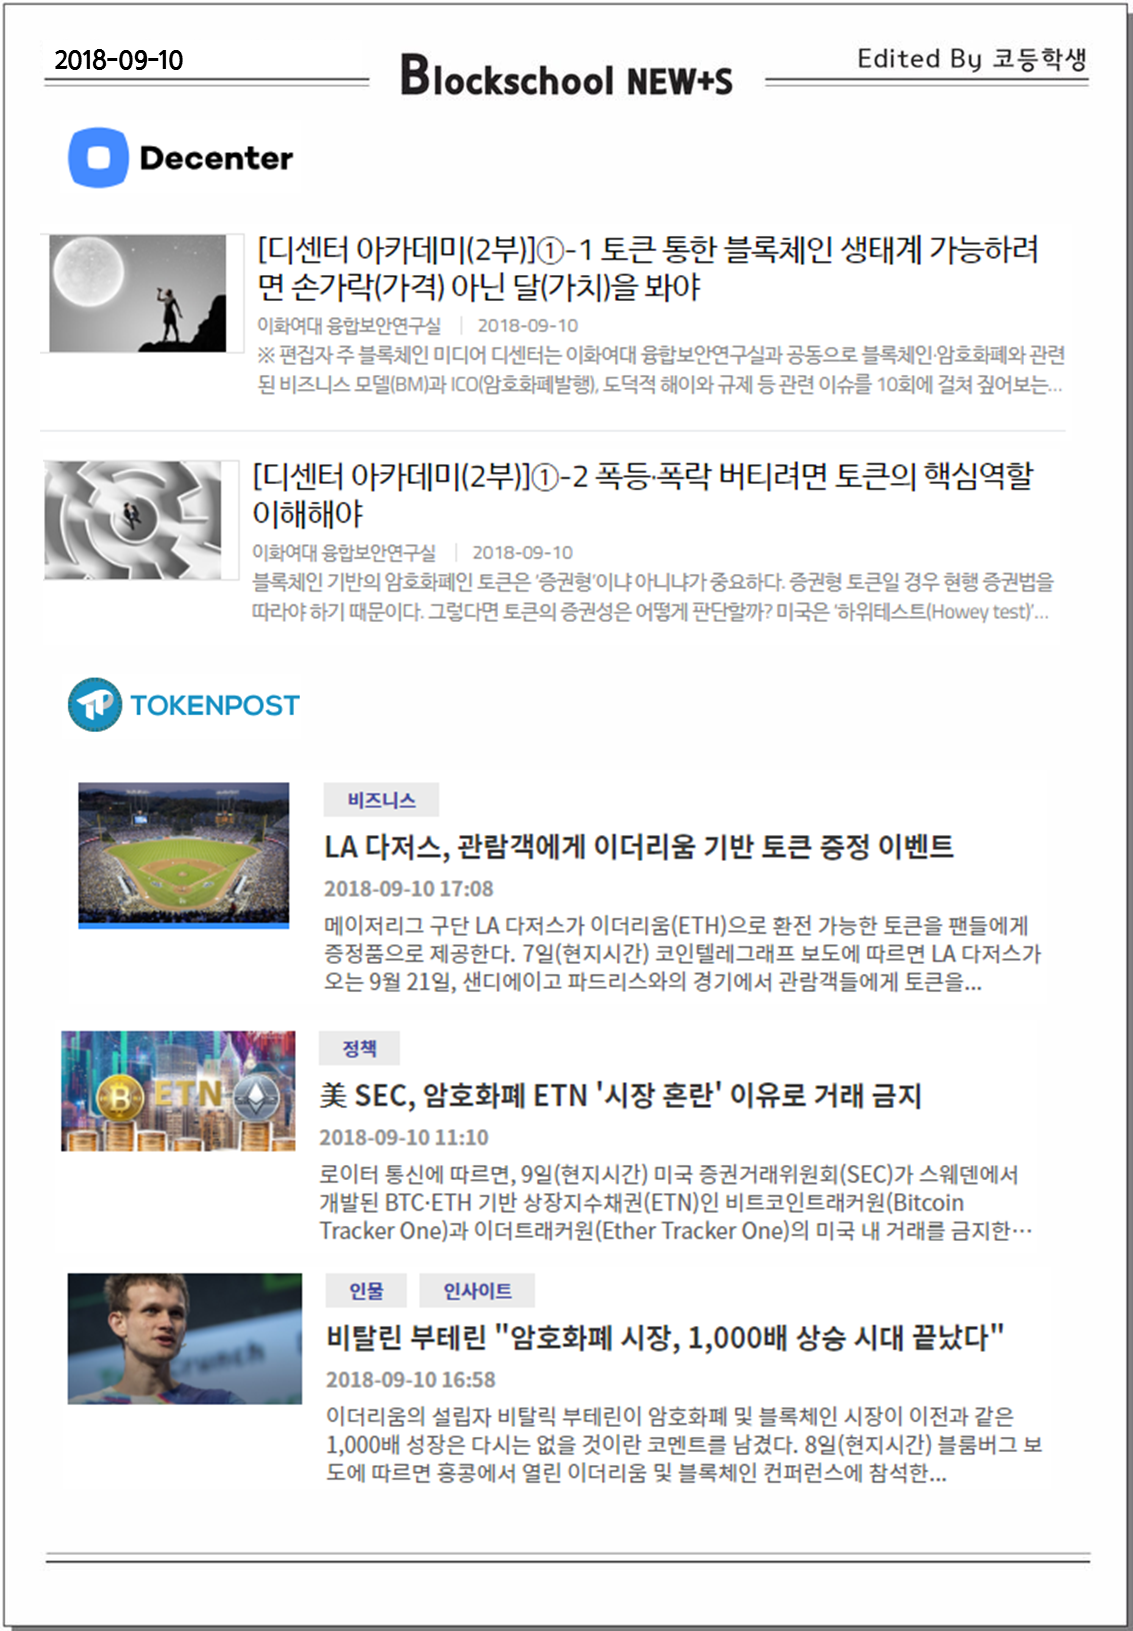 2018-09-10
Blockschool NEW+S
Edited By 코등학생
Decenter
[디센터 아카데미(2부)]①-1 토큰 통한 블록체인 생태계 가능하려
면 손가락(가격) 아닌 달(가치)을 봐야
이화여대 융합보안연구실 | 2018-09-10
※ 편집자 주 블록체인 미디어 디센터는 이화여대 융합보안연구실과 공동으로 블록체인·암호화폐와 관련
된 비즈니스 모델(BM)과 ICO(암호화폐발행), 도덕적 해이와 규제 등 관련 이슈를 10회에 걸쳐 짚어보는...
[디센터 아카데미(2부)]①-2 폭등·폭락 버티려면 토큰의 핵심역할
이해해야
이화여대 융합보안연구실 | 2018-09-10
블록체인 기반의 암호화폐인 토큰은 ‘증권형’이냐 아니냐가 중요하다. 증권형 토큰일 경우 현행 증권법을
따라야 하기 때문이다. 그렇다면 토큰의 증권성은 어떻게 판단할까? 미국은 ‘하위테스트(Howey test)’...
TOKENPOST
비즈니스
LA 다저스, 관람객에게 이더리움 기반 토큰 증정 이벤트
2018-09-10 17:08
메이저리그 구단 LA 다저스가 이더리움(ETH)으로 환전 가능한 토큰을 팬들에게
증정품으로 제공한다. 7일(현지시간) 코인텔레그래프 보도에 따르면 LA 다저스가
오는 9월 21일, 샌디에이고 파드리스와의 경기에서 관람객들에게 토큰을...
ETN
정책
美 SEC, 암호화폐 ETN '시장 혼란' 이유로 거래 금지
2018-09-10 11:10
로이터 통신에 따르면, 9일(현지시간) 미국 증권거래위원회(SEC)가 스웨덴에서
개발된 BTC·ETH 기반 상장지수채권(ETN)인 비트코인트래커원(Bitcoin
Tracker One)과 이더트래커원(Ether Tracker One)의 미국 내 거래를 금지한…
crunch
인물 인사이트
비탈린 부테린 "암호화폐 시장, 1,000배 상승 시대 끝났다"
2018-09-10 16:58
이더리움의 설립자 비탈릭 부테린이 암호화폐 및 블록체인 시장이 이전과 같은
1,000배 성장은 다시는 없을 것이란 코멘트를 남겼다. 8일(현지시간) 블룸버그 보
도에 따르면 홍콩에서 열린 이더리움 및 블록체인 컨퍼런스에 참석한...